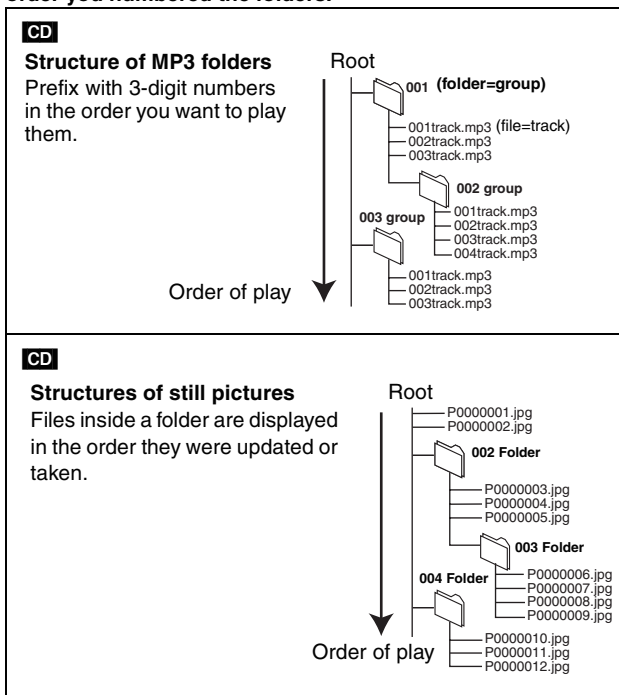 order you numbered the folders.
CD
Structure of MP3 folders
Prefix with 3-digit numbers
in the order you want to play
them.
Root
001 (folder=group)
001track.mp3 (file=track)
002track.mp3
003track.mp3
002 group
001track.mp3
002track.mp3
003track.mp3
004track.mp3
003 group
001track.mp3
002track.mp3
003track.mp3
Order of play
CD
Structures of still pictures
Files inside a folder are displayed
in the order they were updated or
taken.
Root
P0000001.jpg
P0000002.jpg
002 Folder
P0000003.jpg
P0000004.jpg
P0000005.jpg
003 Folder
P0000006.jpg
P0000007.jpg
P0000008.jpg
P0000009.jpg
004 Folder
P0000010.jpg
P0000011.jpg
P0000012.jpg
Order of play